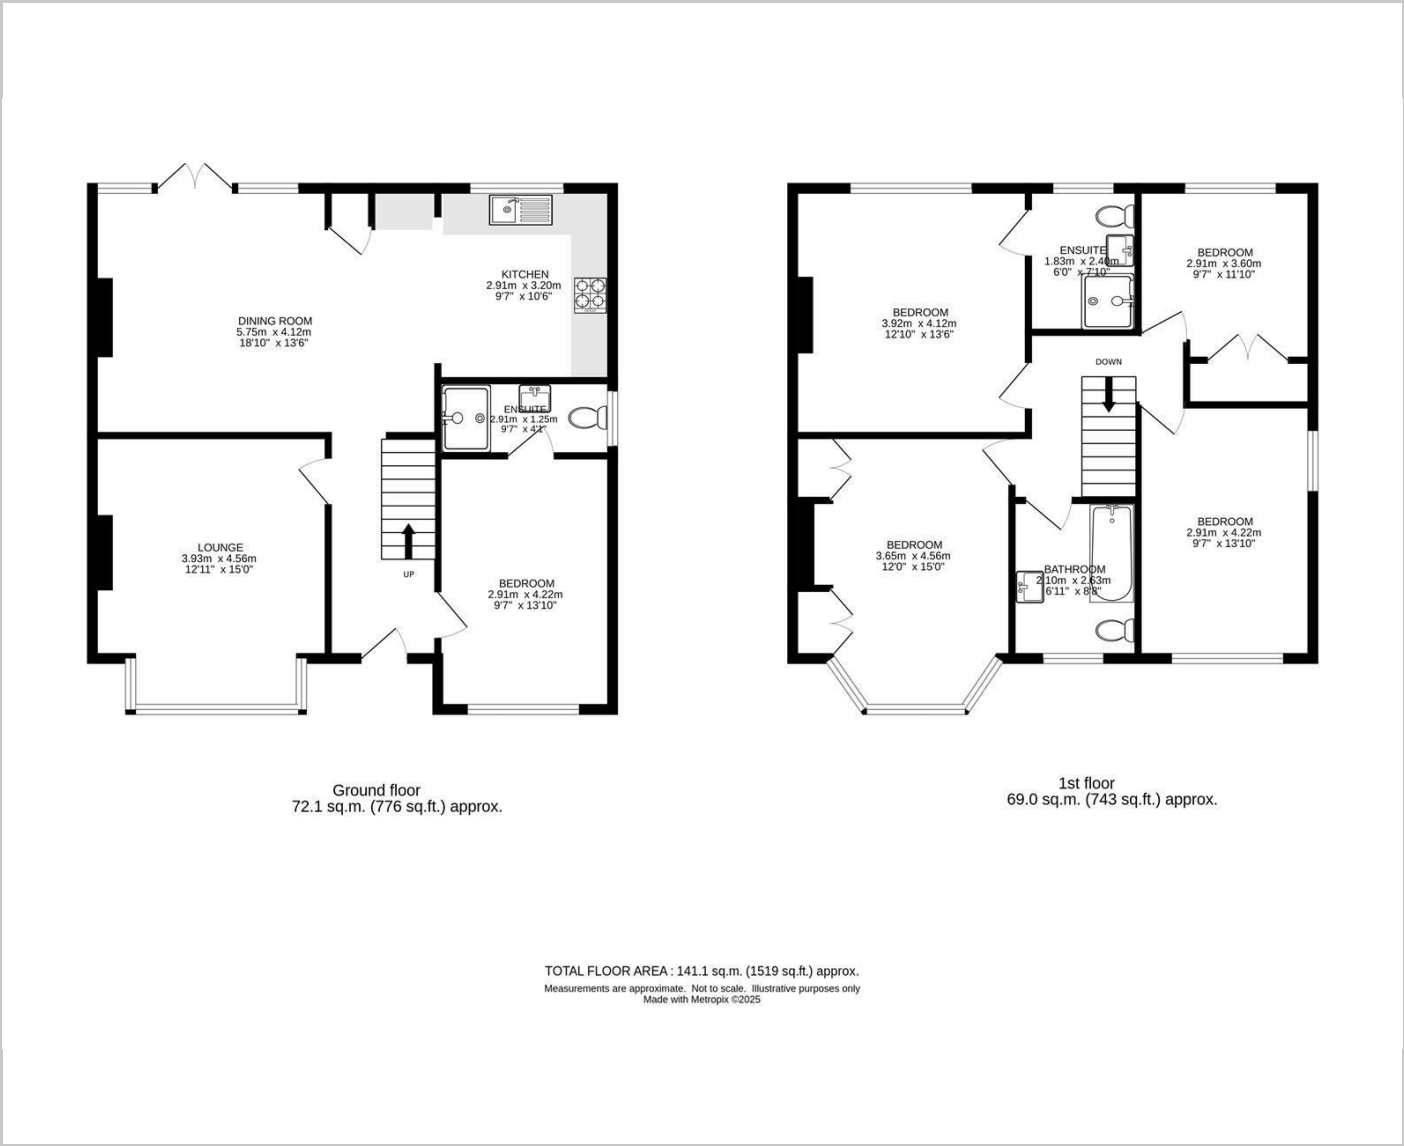 KITCHEN
2.91m x 3.20m
9'7" x 10'6"
DINING ROOM
5.75m x 4.12m
18'10" x 13'6"
ENSUITE
2.91m x 1.25m
9'7" x 4'1"
LOUNGE
3.93m x 4.56m
12'11" x 15'0"
UP
BEDROOM
2.91m x 4.22m
9'7" x 13'10"
Ground floor
72.1 sq.m. (776 sq.ft.) approx.
ENSUITE
1.83m x 2.40m
6'0" x 7'10"
BEDROOM
2.91m x 3.60m
9'7" x 11'10"
BEDROOM
3.92m x 4.12m
12'10" x 13'6"
DOWN
BEDROOM
3.65m x 4.56m
12'0" x 15'0"
BATHROOM
2.10m x 2.63m
6'11" x 8'8"
BEDROOM
2.91m x 4.22m
9'7" x 13'10"
1st floor
69.0 sq.m. (743 sq.ft.) approx.
TOTAL FLOOR AREA : 141.1 sq.m. (1519 sq.ft.) approx.
Measurements are approximate. Not to scale. Illustrative purposes only
Made with Metropix ©2025